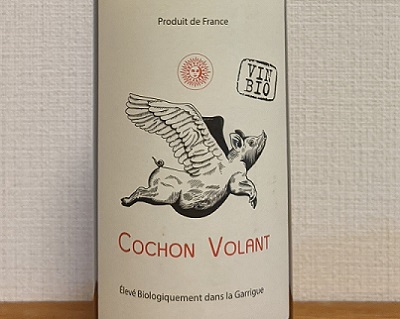 Produit de France
VIN
BIO
COCHON VOLANT
Élevé Biologiquement dans la Garrigue